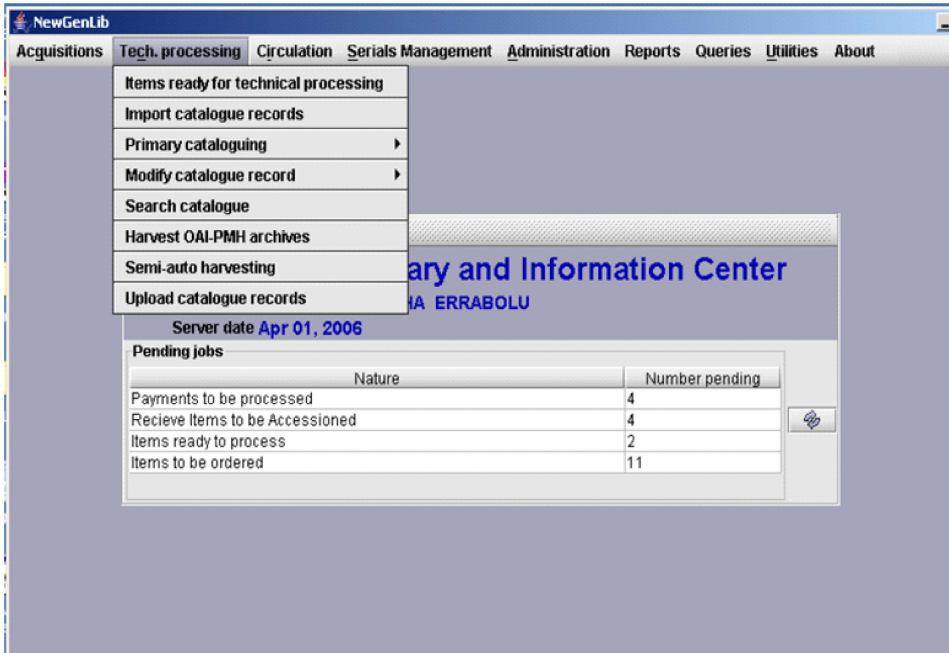 NewGenLib
Acquisitions Tech. processing Circulation Serials Management Administration Reports Queries Utilities About
Items ready for technical processing
Import catalogue records
Primary cataloguing
Modify catalogue record
Search catalogue
Harvest OAI-PMH archives
Semi-auto harvesting
Upload catalogue records
ary and Information Center
HA ERRABOLU
Server date Apr 01, 2006
Pending jobs
Nature Number pending
Payments to be processed 4
Recieve Items to be Accessioned 4
Items ready to process 2
Items to be ordered 11